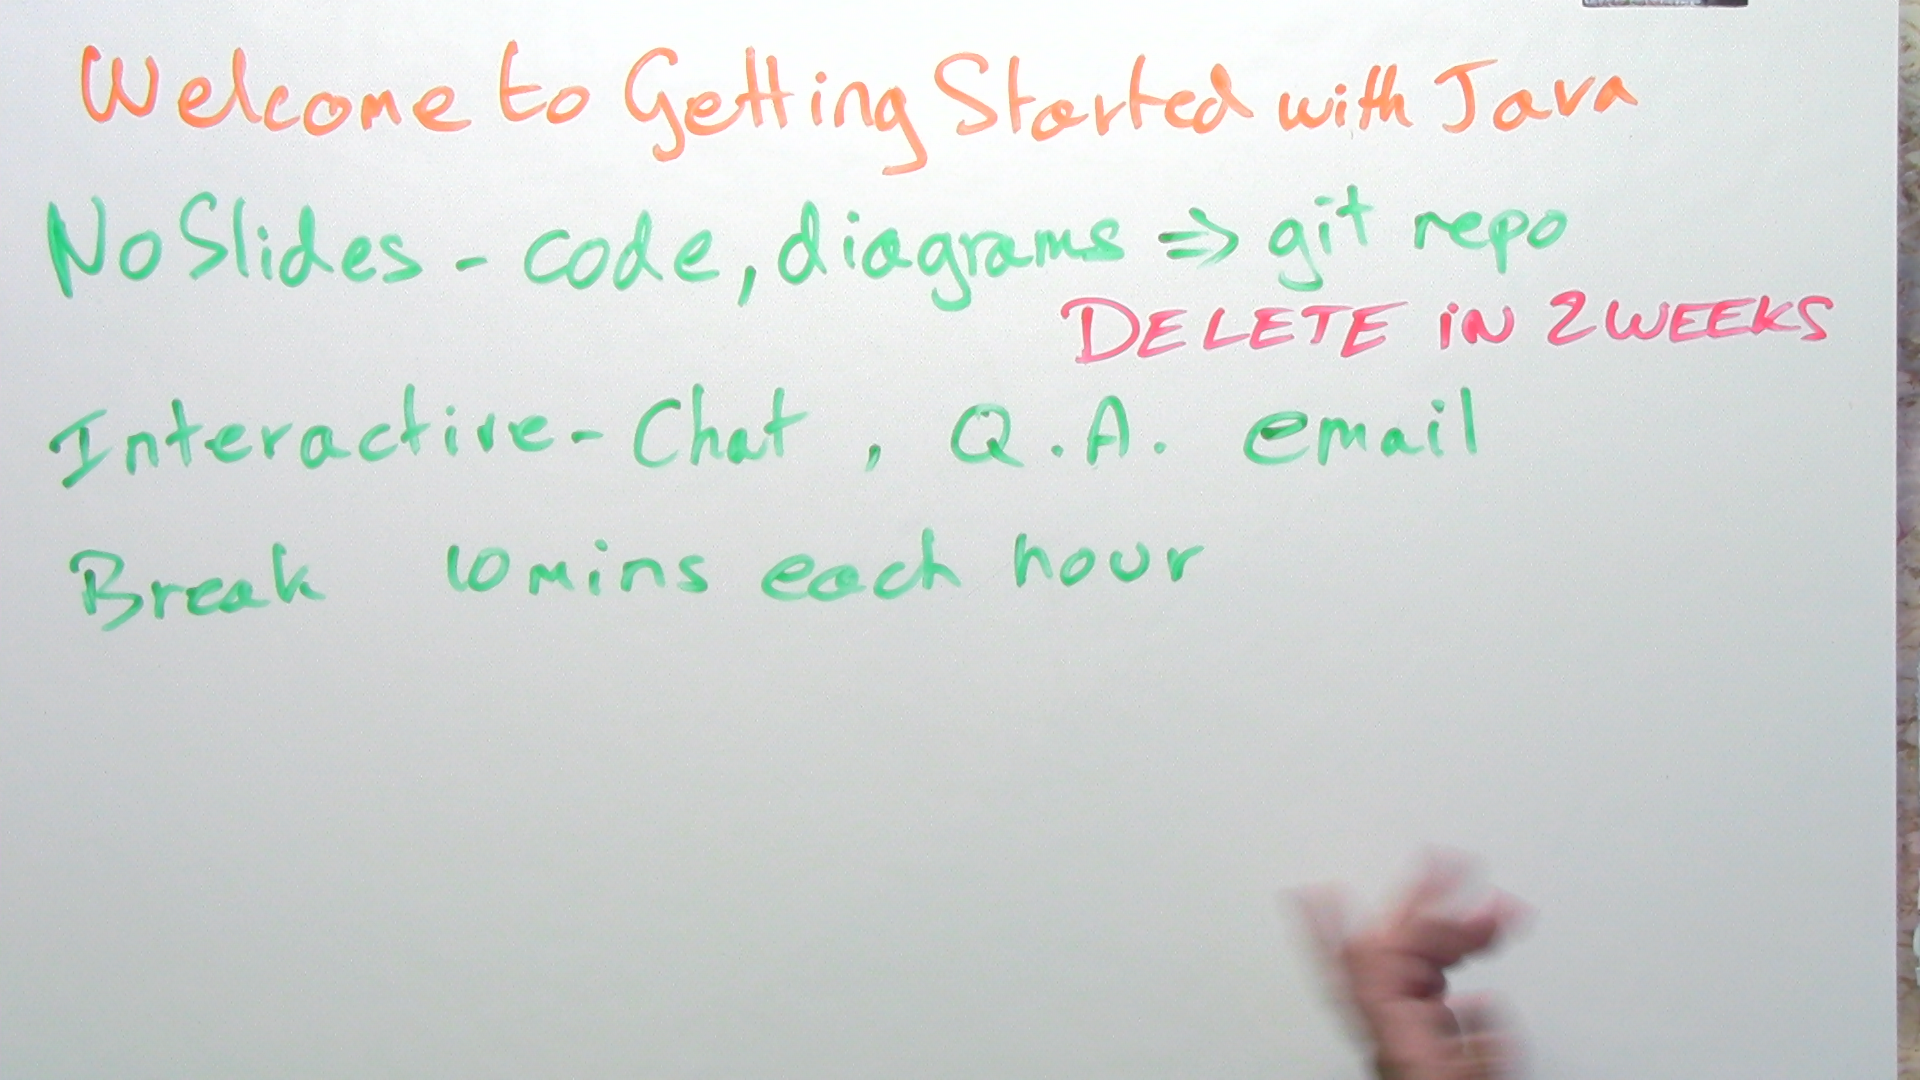 Welcome to Getting Started with Java
No Slides - code, diagrams => git repo
DELETE IN 2 WEEKS
Interactive - Chat , Q.A. email
Break 10 mins each hour